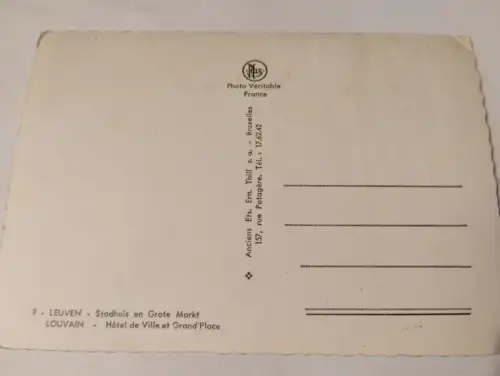 Photo Véritable
France
Anciens Ets. Ern. Thill s. a. - Bruxelles
157, rue Potagère. Tél. : 17.62.42
9 - LEUVEN - Stadhuis en Grote Markt
LOUVAIN - Hôtel de Ville et Grand'Place